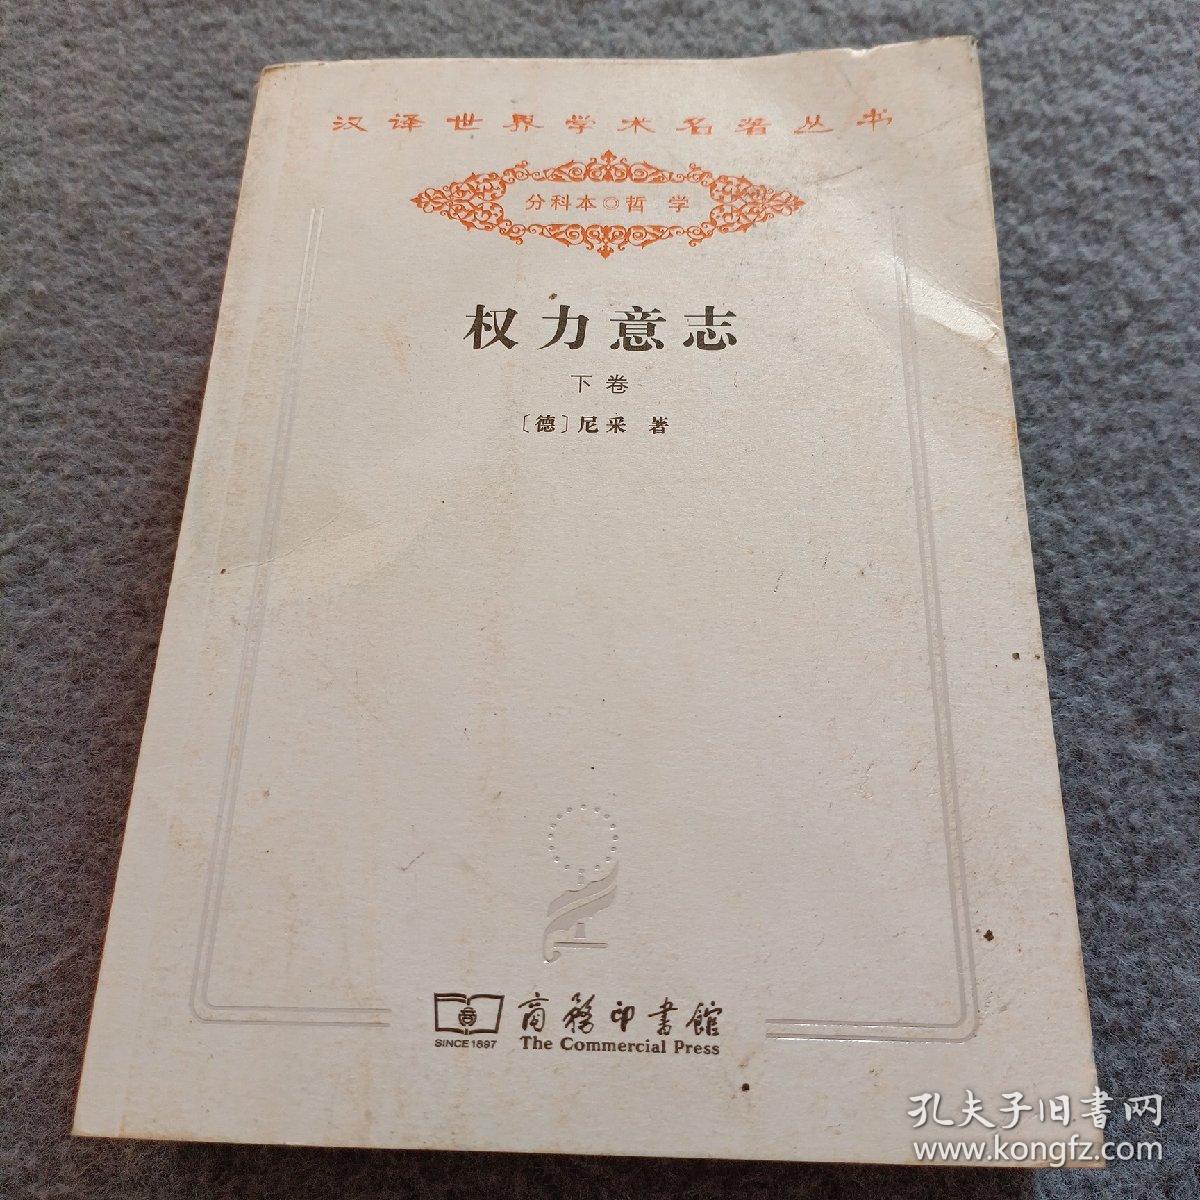 汉译世界学术名著丛书
分科本◎哲 学
权力意志
下卷
〔德〕尼采 著
商務印書館
SINCE 1897
The Commercial Press
孔夫子旧書网
www.kongfz.com